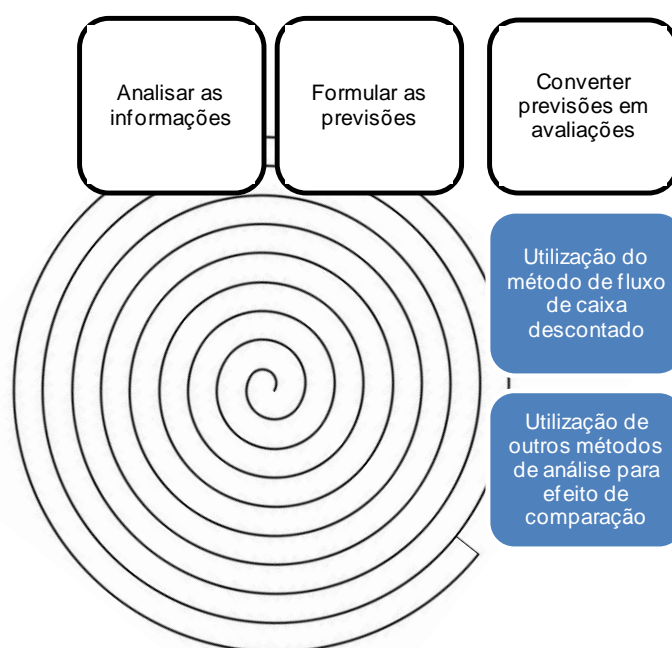 Analisar as
informações
Formular as
previsões
Converter
previsões em
avaliações
Utilização do
método de fluxo
de caixa
descontado
Utilização de
outros métodos
de análise para
efeito de
comparação